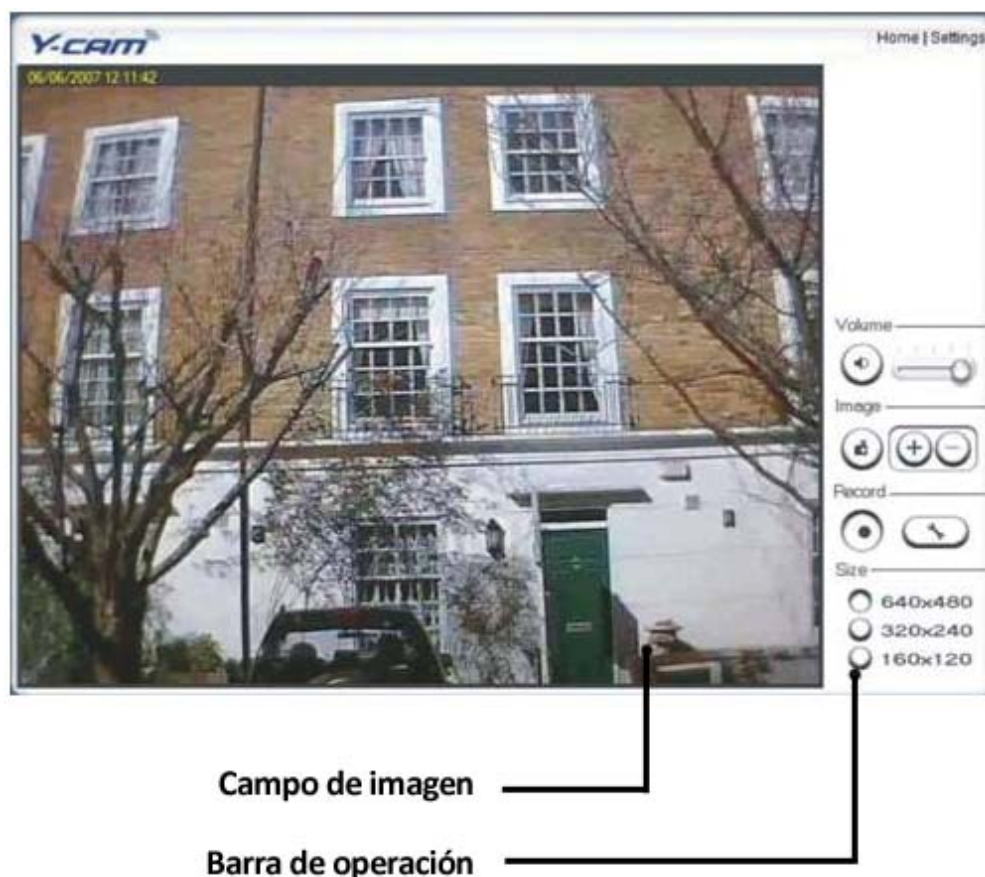 Y-cam
Home | Settings
06/06/2007 12:11:42
Volume
Image
Record
Size
640x480
320x240
160x120
Campo de imagen
Barra de operación